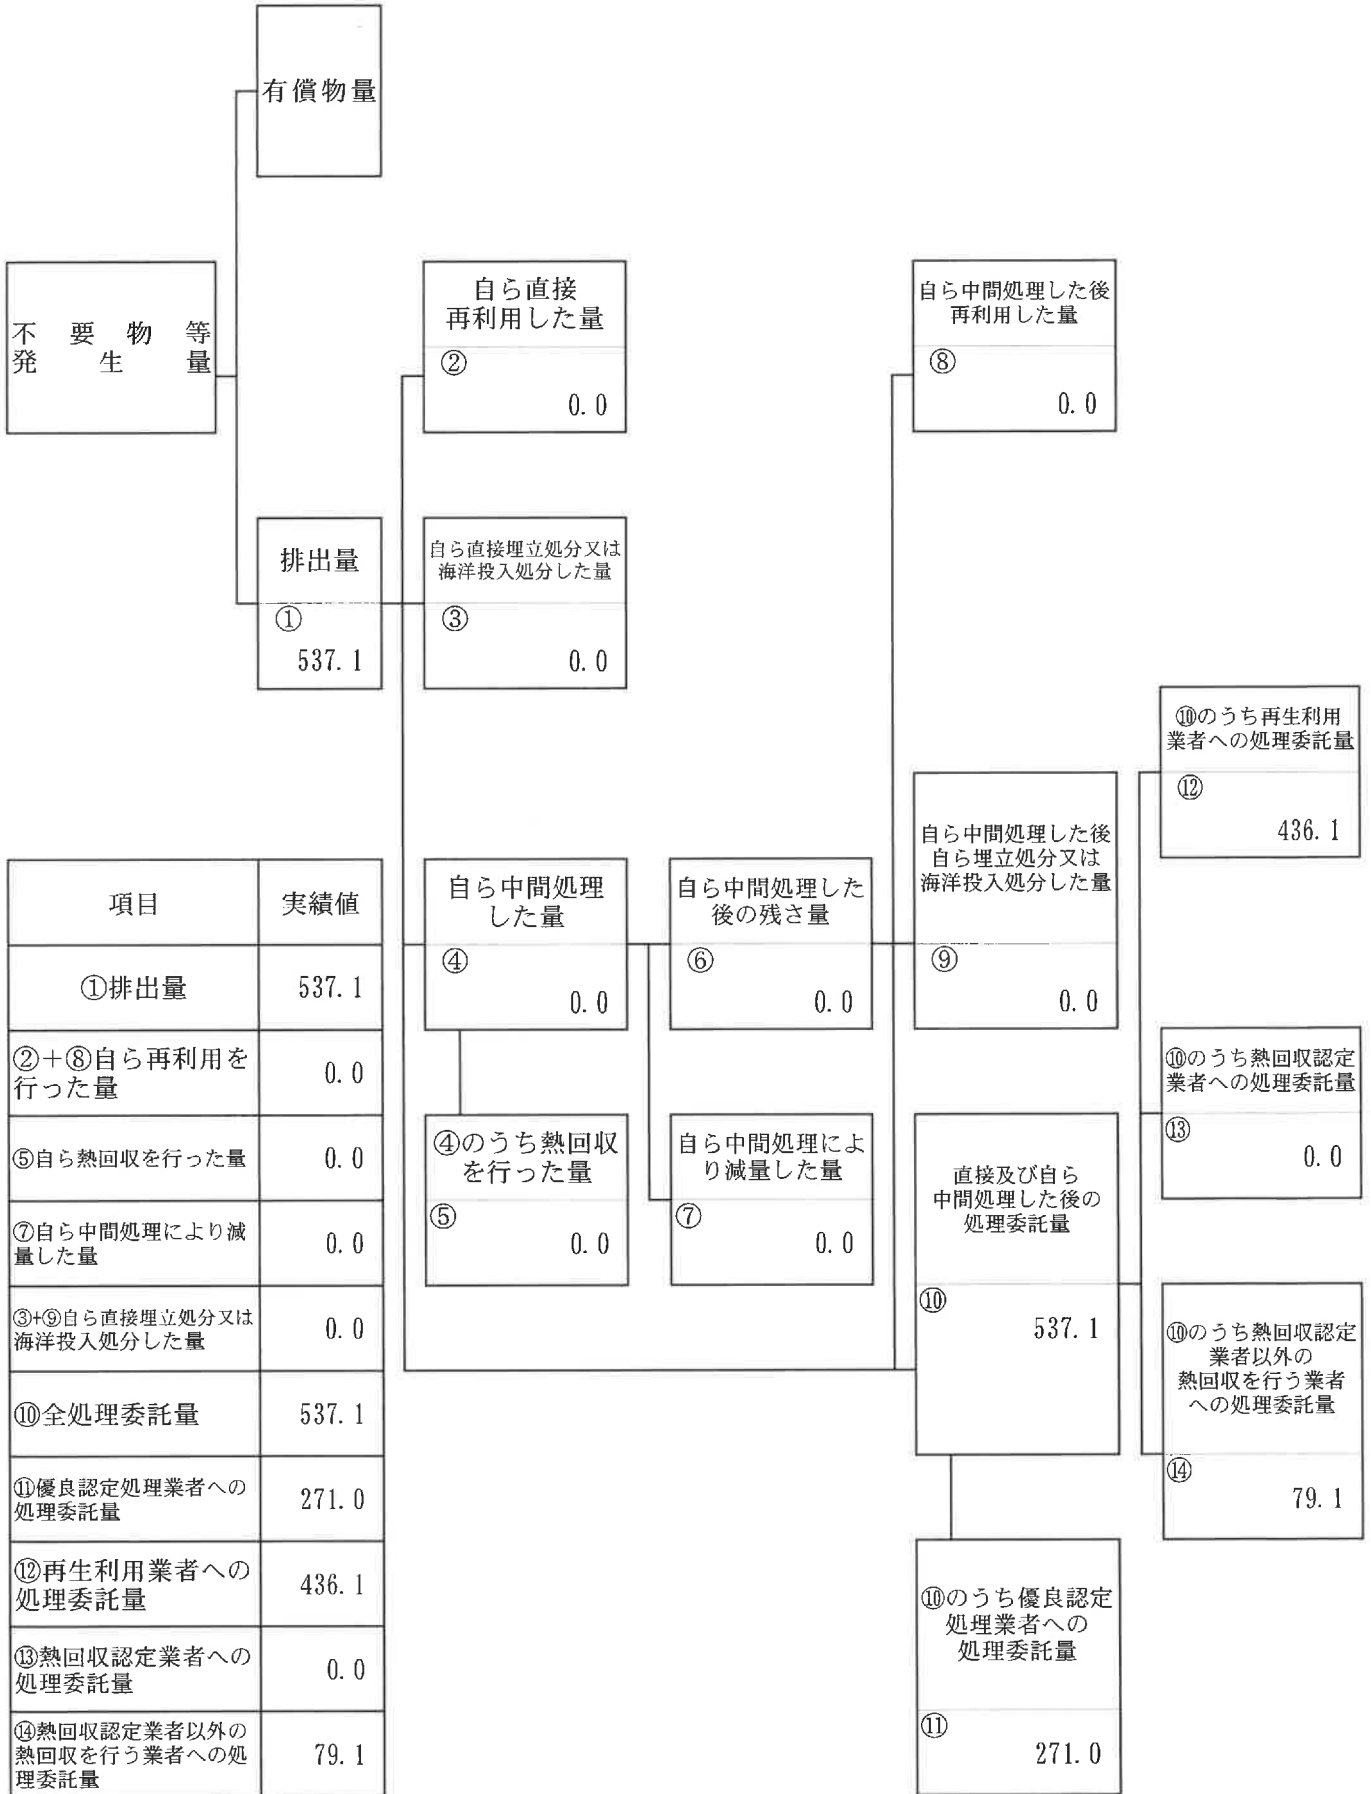 有償物量
不要物等
発生量
自ら直接
再利用した量
②
0.0
自ら中間処理した後
再利用した量
⑧
0.0
排出量
①
537.1
自ら直接埋立処分又は
海洋投入処分した量
③
0.0
⑩のうち再生利用
業者への処理委託量
⑫
436.1
自ら中間処理した後
自ら埋立処分又は
海洋投入処分した量
⑨
0.0
自ら中間処理
した量
④
0.0
自ら中間処理した
後の残さ量
⑥
0.0
⑩のうち熱回収認定
業者への処理委託量
⑬
0.0
④のうち熱回収
を行った量
⑤
0.0
自ら中間処理によ
り減量した量
⑦
0.0
直接及び自ら
中間処理した後の
処理委託量
⑩
537.1
⑩のうち熱回収認定
業者以外の
熱回収を行う業者
への処理委託量
⑭
79.1
⑩のうち優良認定
処理業者への
処理委託量
⑪
271.0
項目 実績値
①排出量 537.1
②+⑧自ら再利用を
行った量 0.0
⑤自ら熱回収を行った量 0.0
⑦自ら中間処理により減
量した量 0.0
③+⑨自ら直接埋立処分又は
海洋投入処分した量 0.0
⑩全処理委託量 537.1
⑪優良認定処理業者への
処理委託量 271.0
⑫再生利用業者への
処理委託量 436.1
⑬熱回収認定業者への
処理委託量 0.0
⑭熱回収認定業者以外の
熱回収を行う業者への処
理委託量 79.1